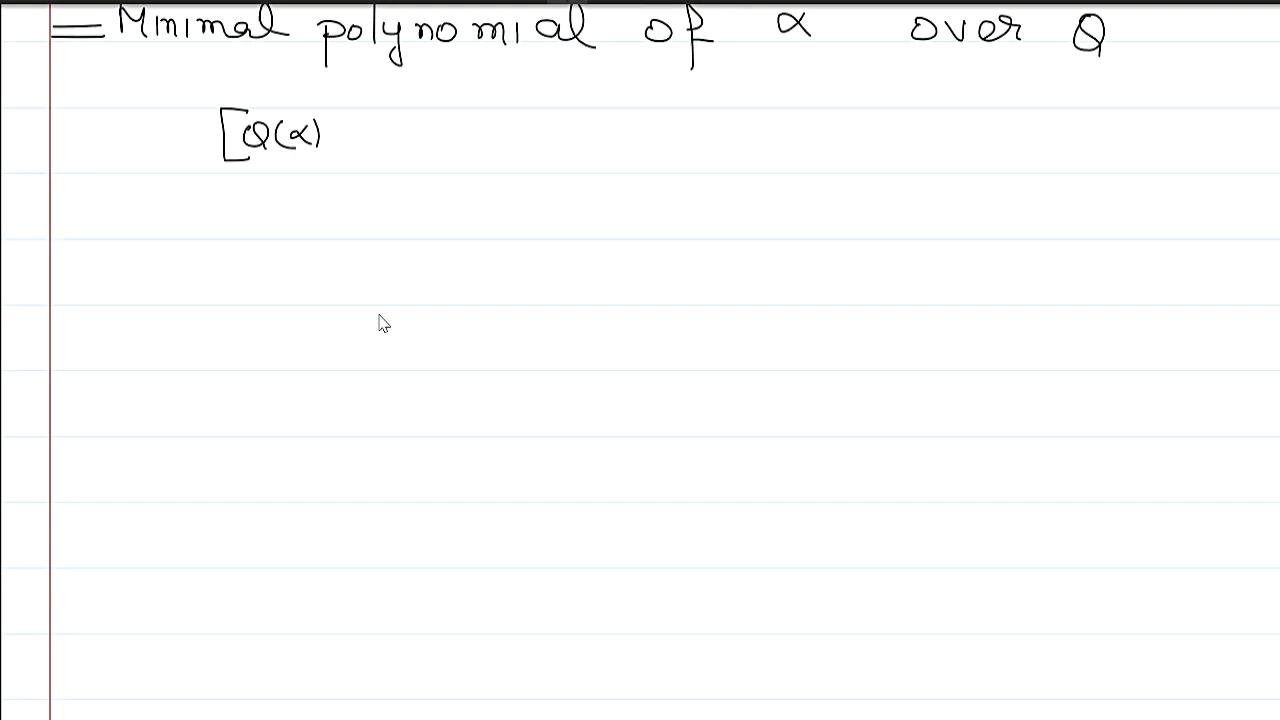 = Minimal polynomial of α over Q
[Q(α)